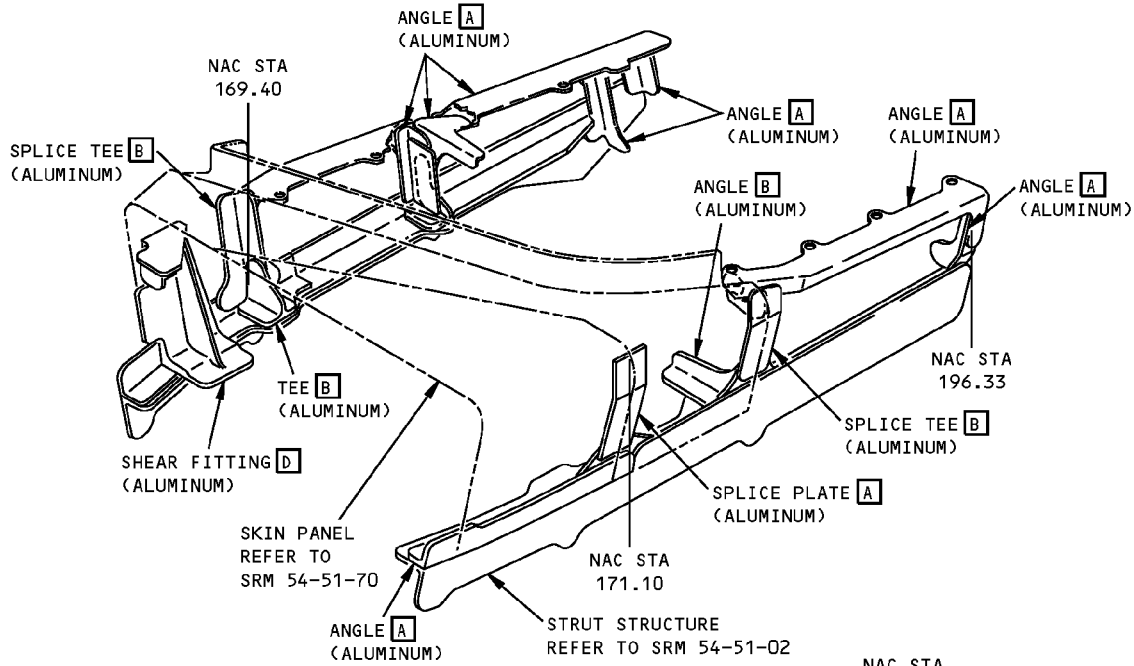 ANGLE A
(ALUMINUM)
NAC STA
169.40
SPLICE TEE B
(ALUMINUM)
ANGLE A
(ALUMINUM)
ANGLE A
(ALUMINUM)
ANGLE B
(ALUMINUM)
ANGLE A
(ALUMINUM)
NAC STA
196.33
TEE B
(ALUMINUM)
SPLICE TEE B
(ALUMINUM)
SHEAR FITTING D
(ALUMINUM)
SPLICE PLATE A
(ALUMINUM)
SKIN PANEL
REFER TO
SRM 54-51-70
NAC STA
171.10
ANGLE A
(ALUMINUM)
STRUT STRUCTURE
REFER TO SRM 54-51-02
NAC STA